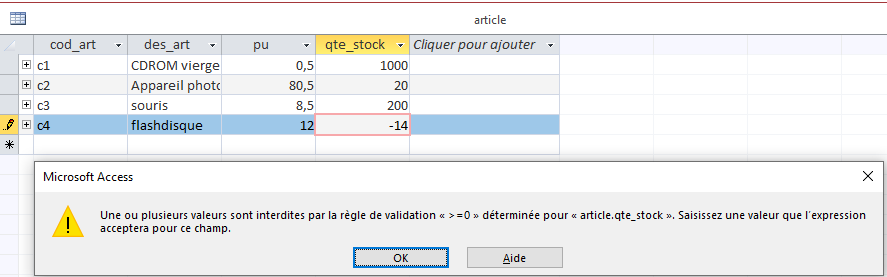 article
cod_art des_art pu qte_stock Cliquer pour ajouter
c1 CDROM vierge 0,5 1000
c2 Appareil photo 80,5 20
c3 souris 8,5 200
c4 flashdisque 12 -14
Microsoft Access
Une ou plusieurs valeurs sont interdites par la règle de validation « >=0 » déterminée pour « article.qte_stock ». Saisissez une valeur que l'expression
acceptera pour ce champ.
OK Aide